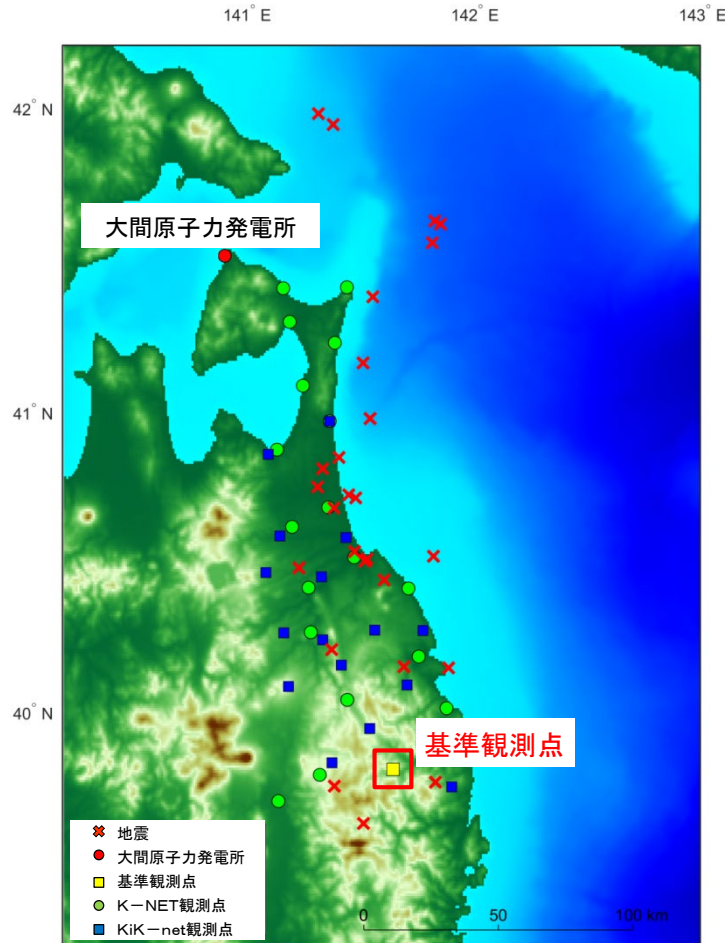 141° E 142° E 143° E
42° N
大間原子力発電所
41° N
40° N
基準観測点
地震
大間原子力発電所
基準観測点
K－NET観測点
KiK－net観測点
0 50 100 km